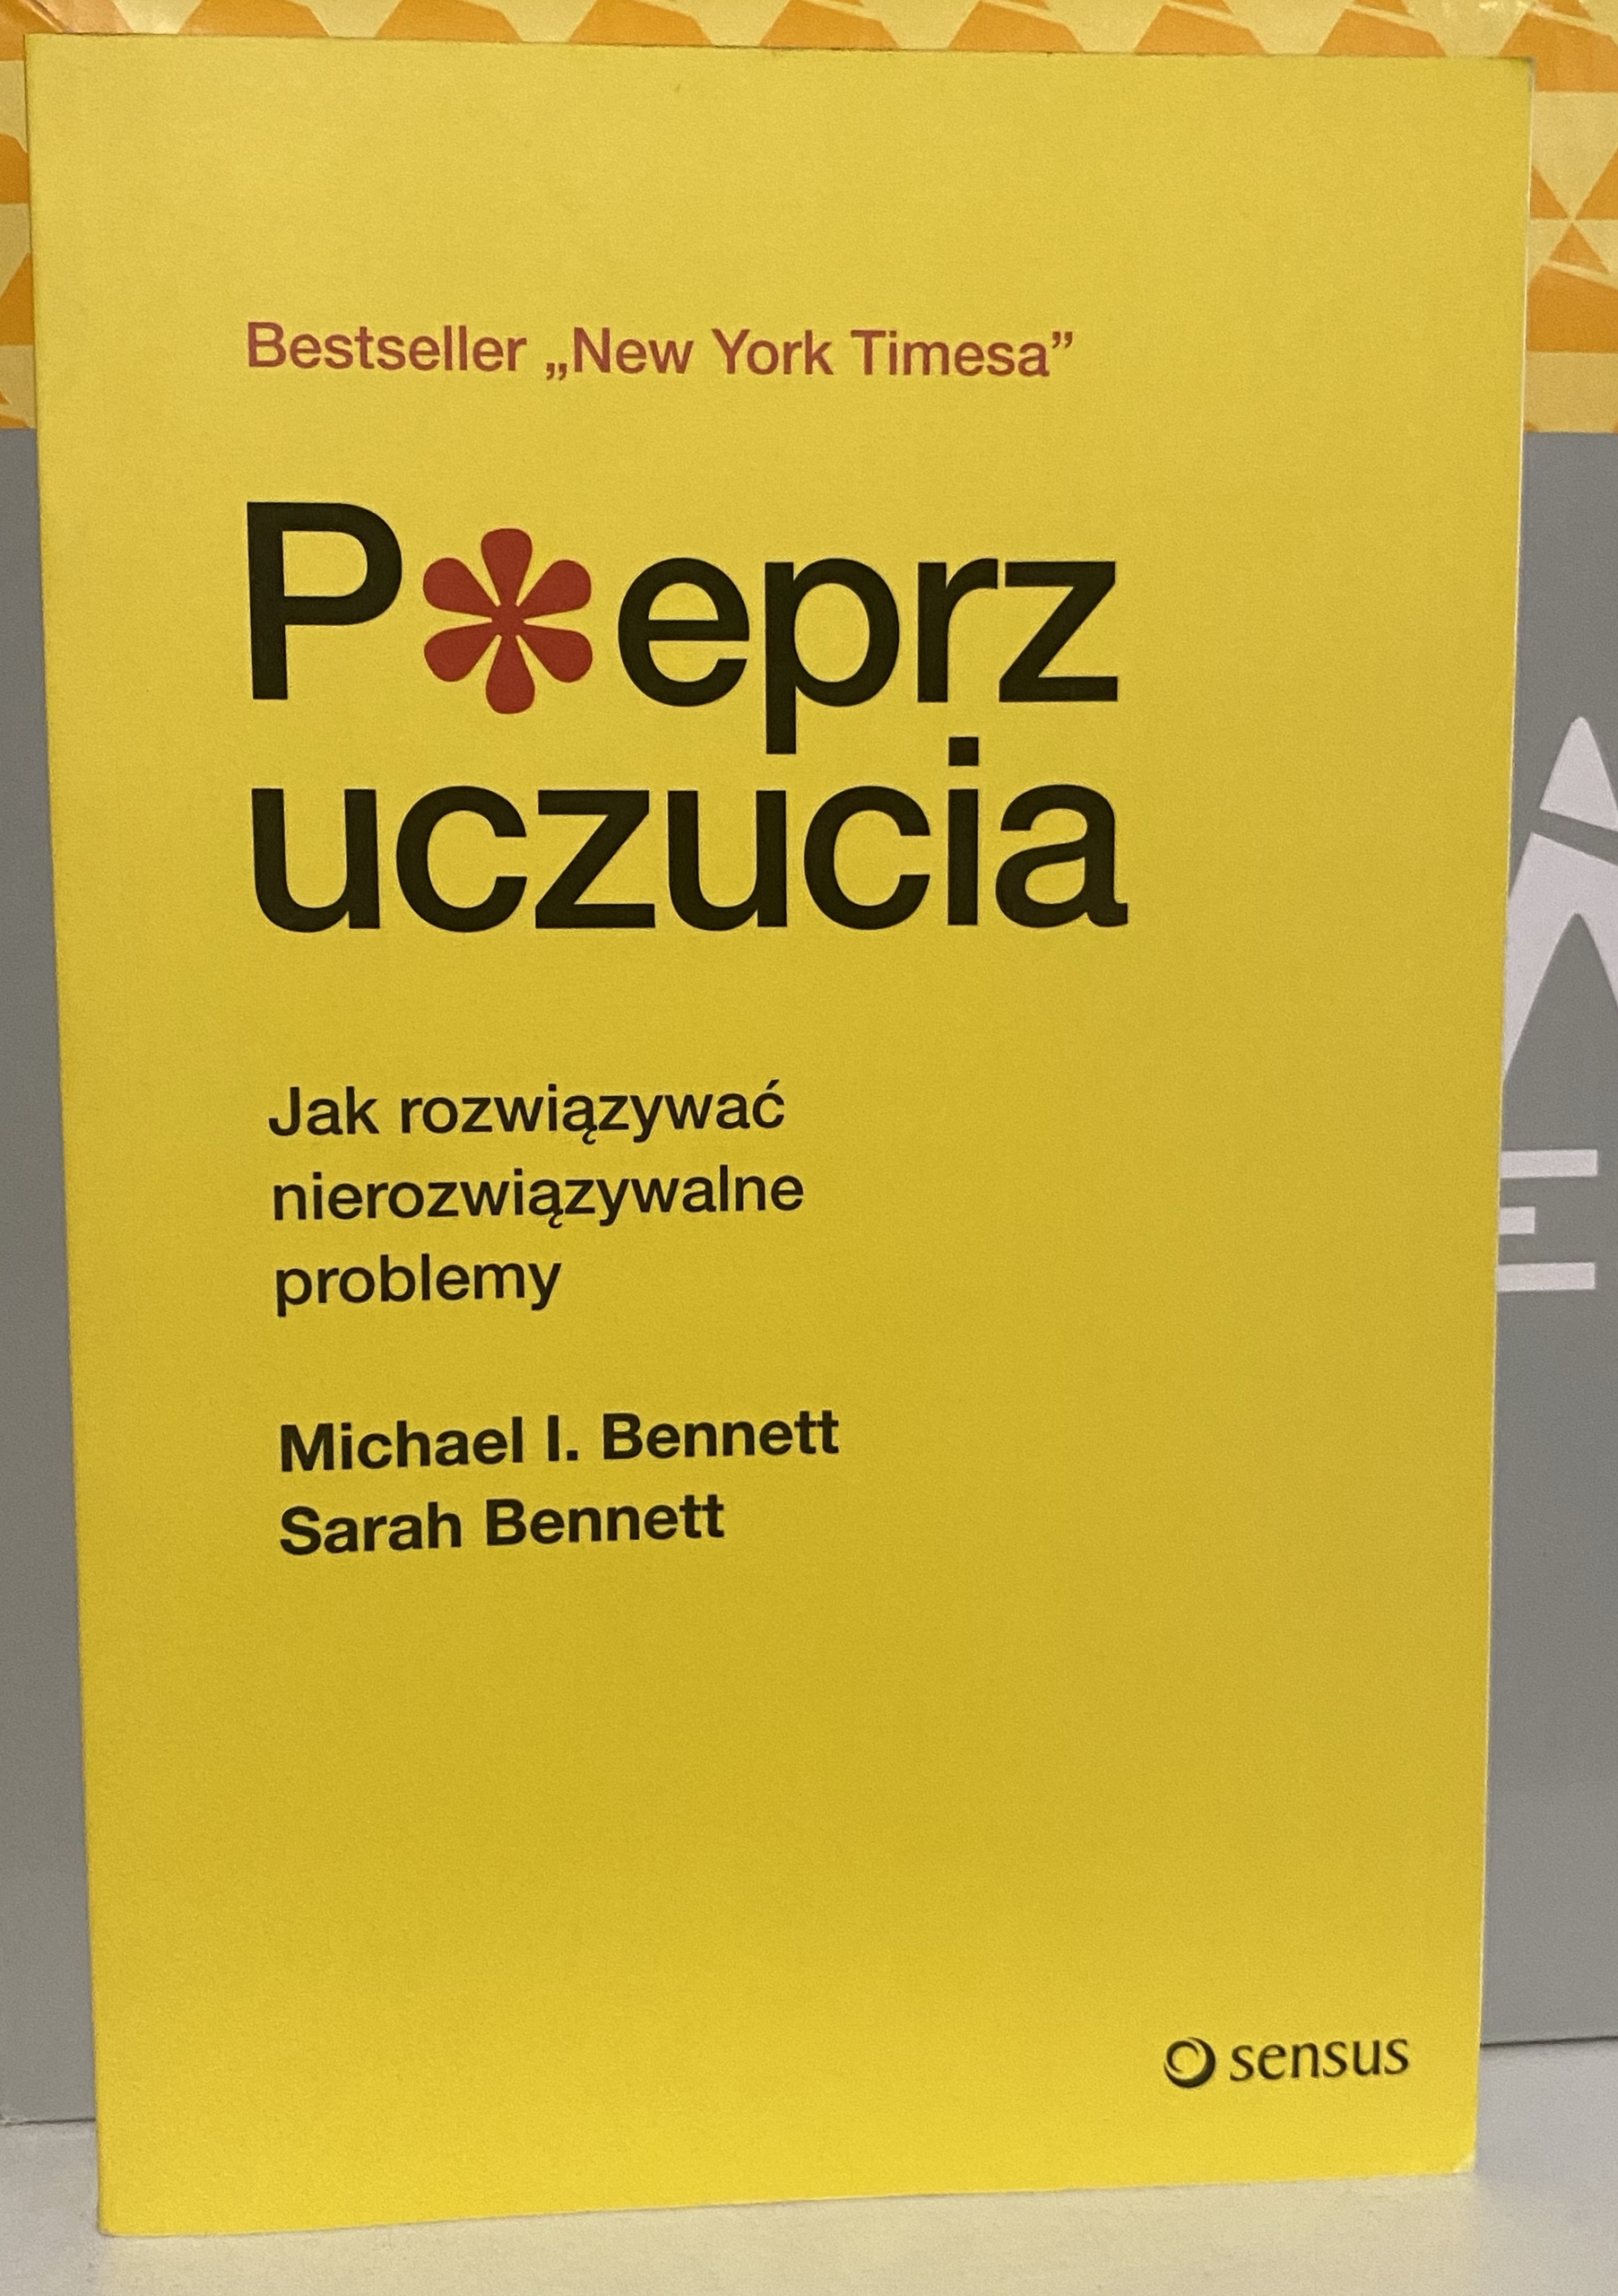 Bestseller „New York Timesa”
P*eprz
uczucia
Jak rozwiązywać
nierozwiązywalne
problemy
Michael I. Bennett
Sarah Bennett
sensus
E